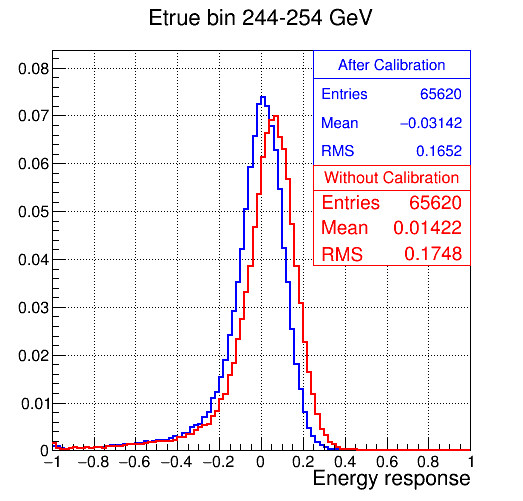 Etrue bin 244-254 GeV
After Calibration
Entries 65620
Mean −0.03142
RMS 0.1652
Without Calibration
Entries 65620
Mean 0.01422
RMS 0.1748
0.08
0.07
0.06
0.05
0.04
0.03
0.02
0.01
0
−1 −0.8 −0.6 −0.4 −0.2 0 0.2 0.4 0.6 0.8 1
Energy response